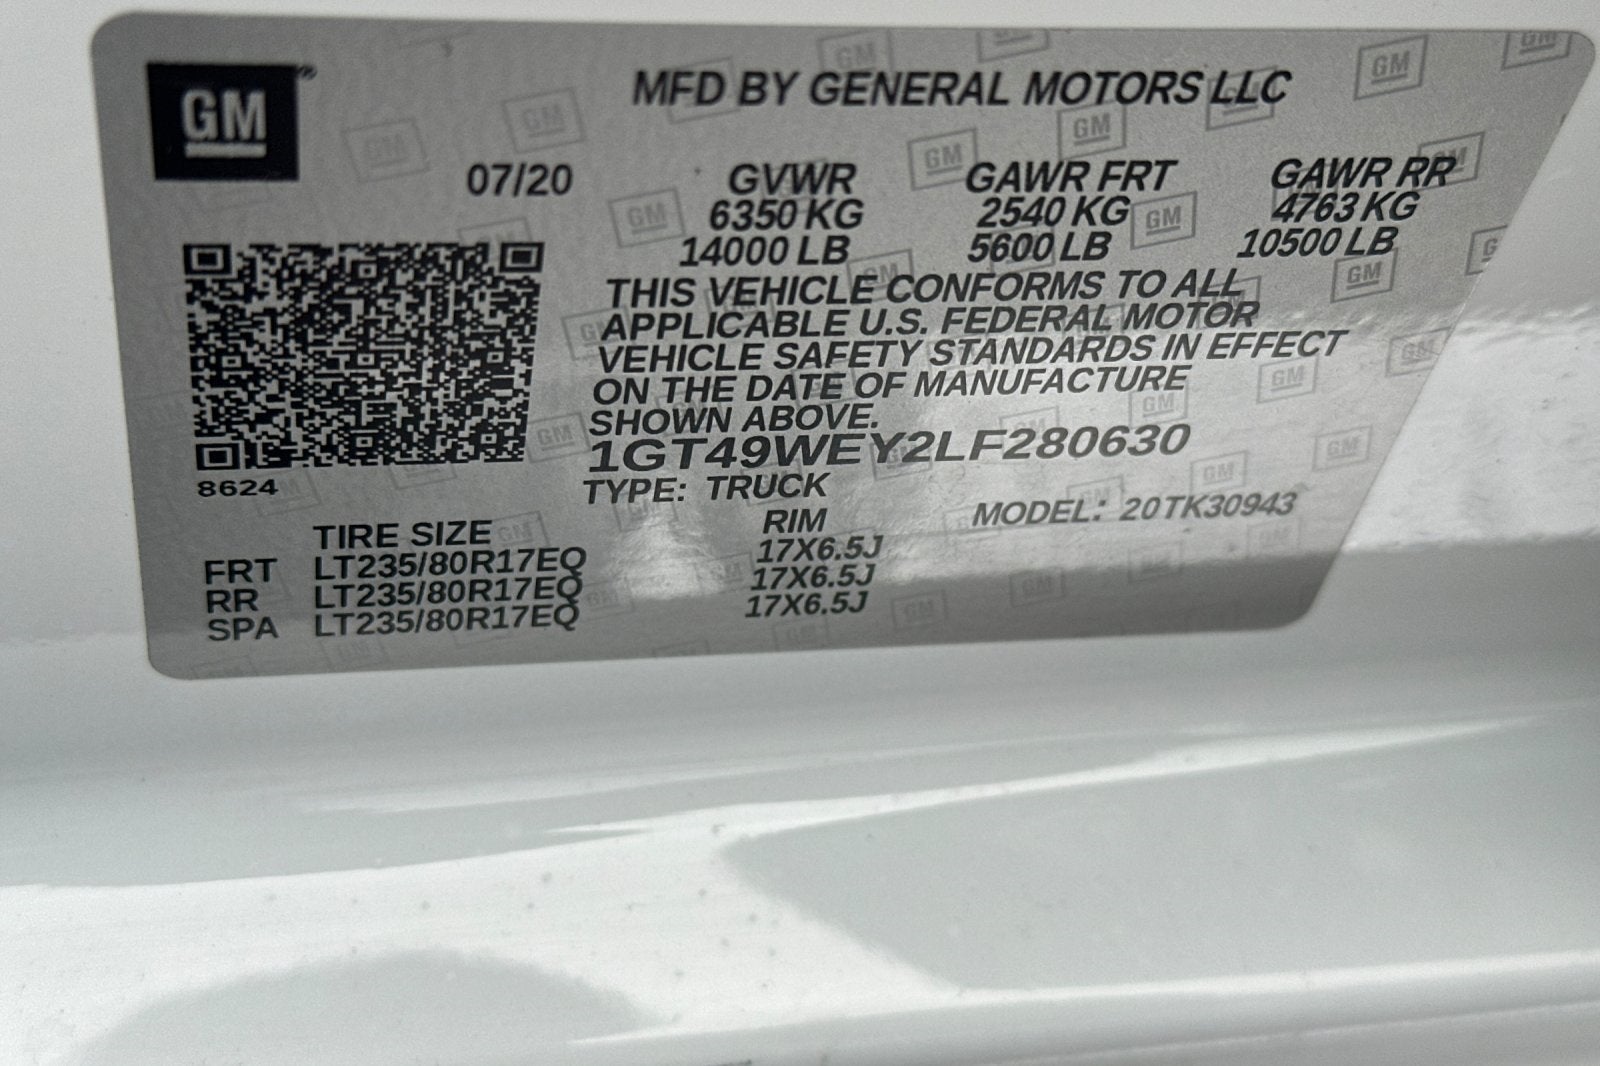 GM
MFD BY GENERAL MOTORS LLC
07/20 GVWR GAWR FRT GAWR RR
6350 KG 2540 KG 4763 KG
14000 LB 5600 LB 10500 LB
THIS VEHICLE CONFORMS TO ALL
APPLICABLE U.S. FEDERAL MOTOR
VEHICLE SAFETY STANDARDS IN EFFECT
ON THE DATE OF MANUFACTURE
SHOWN ABOVE.
1GT49WEY2LF280630
8624
TYPE: TRUCK MODEL: 20TK30943
TIRE SIZE RIM
FRT LT235/80R17EQ 17X6.5J
RR LT235/80R17EQ 17X6.5J
SPA LT235/80R17EQ 17X6.5J